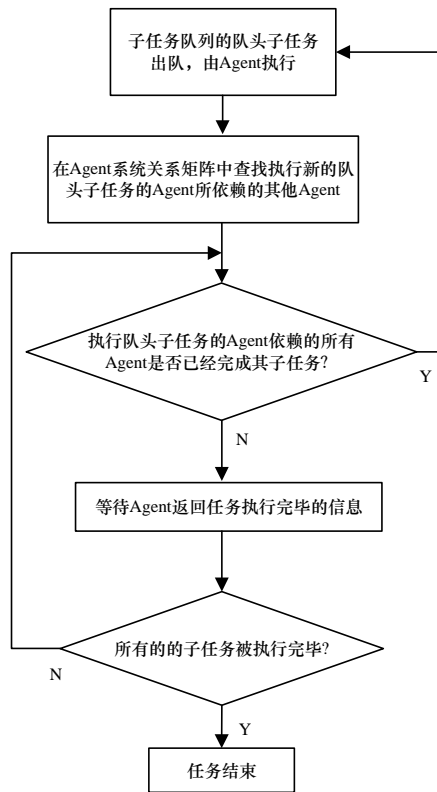 子任务队列的队头子任务
出队，由Agent执行
在Agent系统关系矩阵中查找执行新的队
头子任务的Agent所依赖的其他Agent
执行队头子任务的Agent依赖的所有
Agent是否已经完成其子任务?
Y
N
等待Agent返回任务执行完毕的信息
所有的的子任务被执行完毕?
N
Y
任务结束